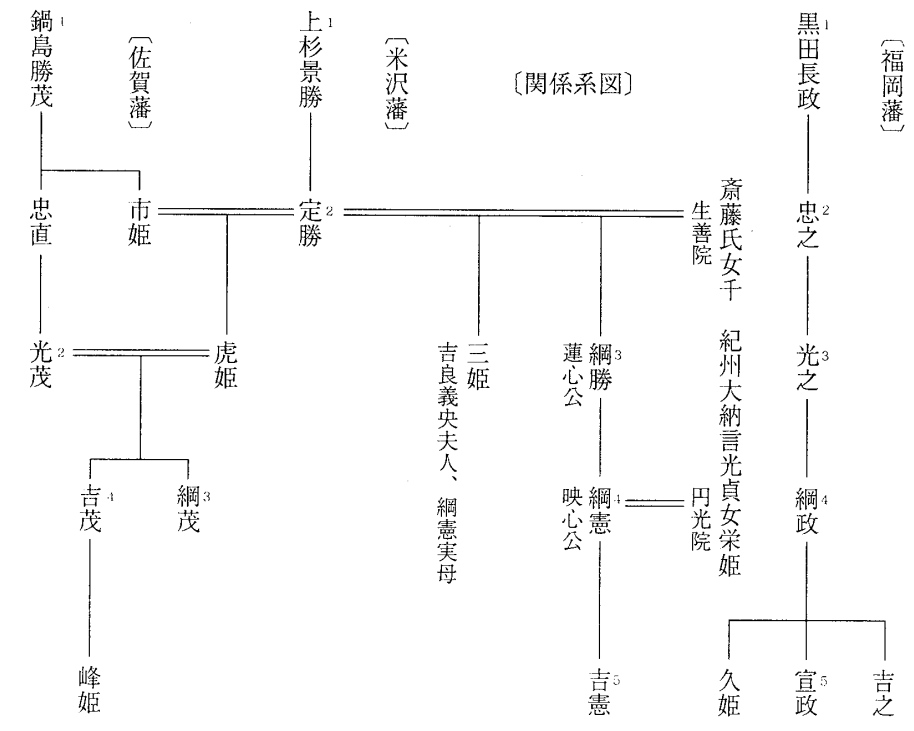 〔福岡藩〕
黒田長政1
忠之2
光之3
綱政4
吉之
宣政5
久姫
〔関係系図〕
斎藤氏女千
生善院
紀州大納言光貞女栄姫
円光院
〔米沢藩〕
上杉景勝1
定勝2
綱勝3
蓮心公
綱憲4
映心公
吉憲5
三姫
吉良義央夫人、綱憲実母
虎姫
〔佐賀藩〕
鍋島勝茂1
市姫
忠直
光茂2
綱茂3
吉茂4
峰姫